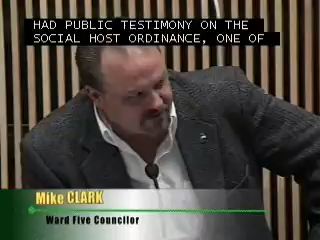 HAD PUBLIC TESTIMONY ON THE
SOCIAL HOST ORDINANCE, ONE OF
Mike CLARK
Ward Five Councilor